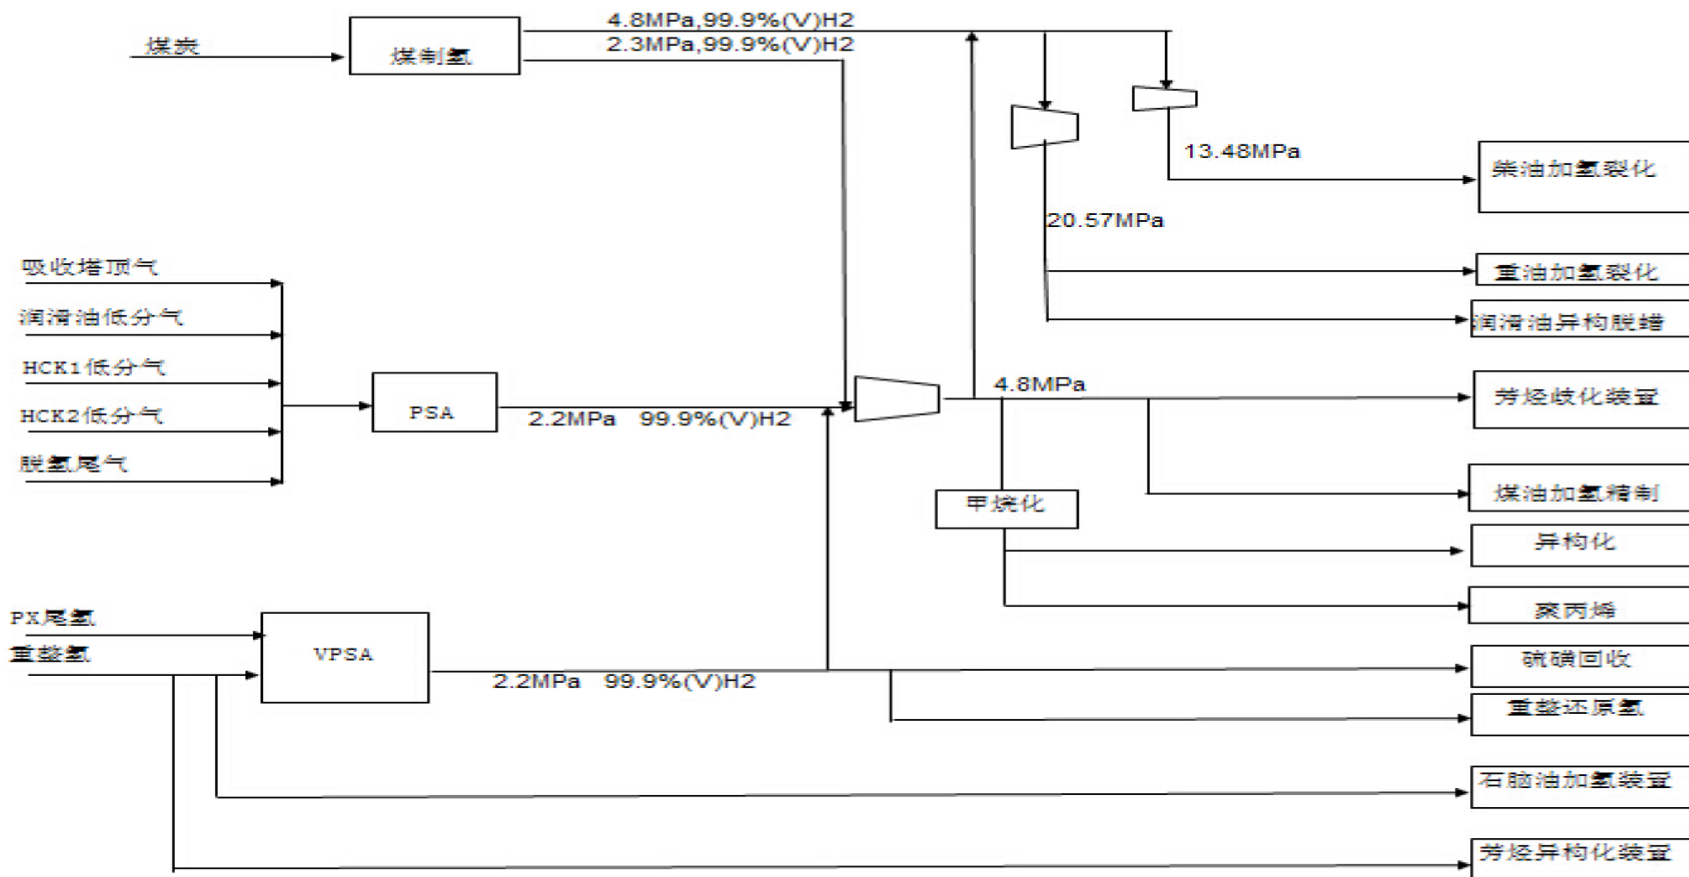 4.8MPa,99.9%(V)H2
煤炭
煤制氢
2.3MPa,99.9%(V)H2
13.48MPa
柴油加氢裂化
20.57MPa
吸收塔顶气
重油加氢裂化
润滑油低分气
润滑油异构脱蜡
HCK1低分气
4.8MPa
芳烃歧化装置
HCK2低分气
PSA
2.2MPa 99.9%(V)H2
脱氢尾气
甲烷化
煤油加氢精制
异构化
PX尾氢
聚丙烯
重整氢
VPSA
硫磺回收
2.2MPa 99.9%(V)H2
重整还原氢
石脑油加氢装置
芳烃异构化装置